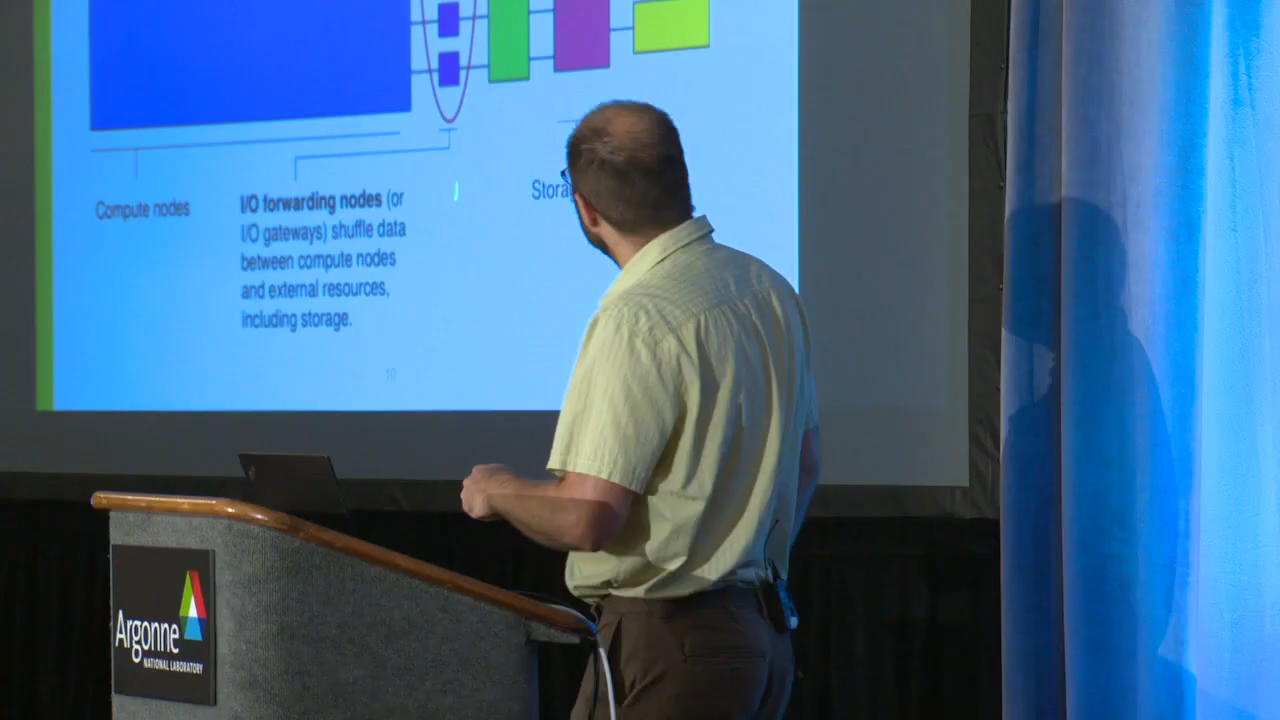 Compute nodes
I/O forwarding nodes (or
I/O gateways) shuffle data
between compute nodes
and external resources,
including storage.
10
Argonne
NATIONAL LABORATORY